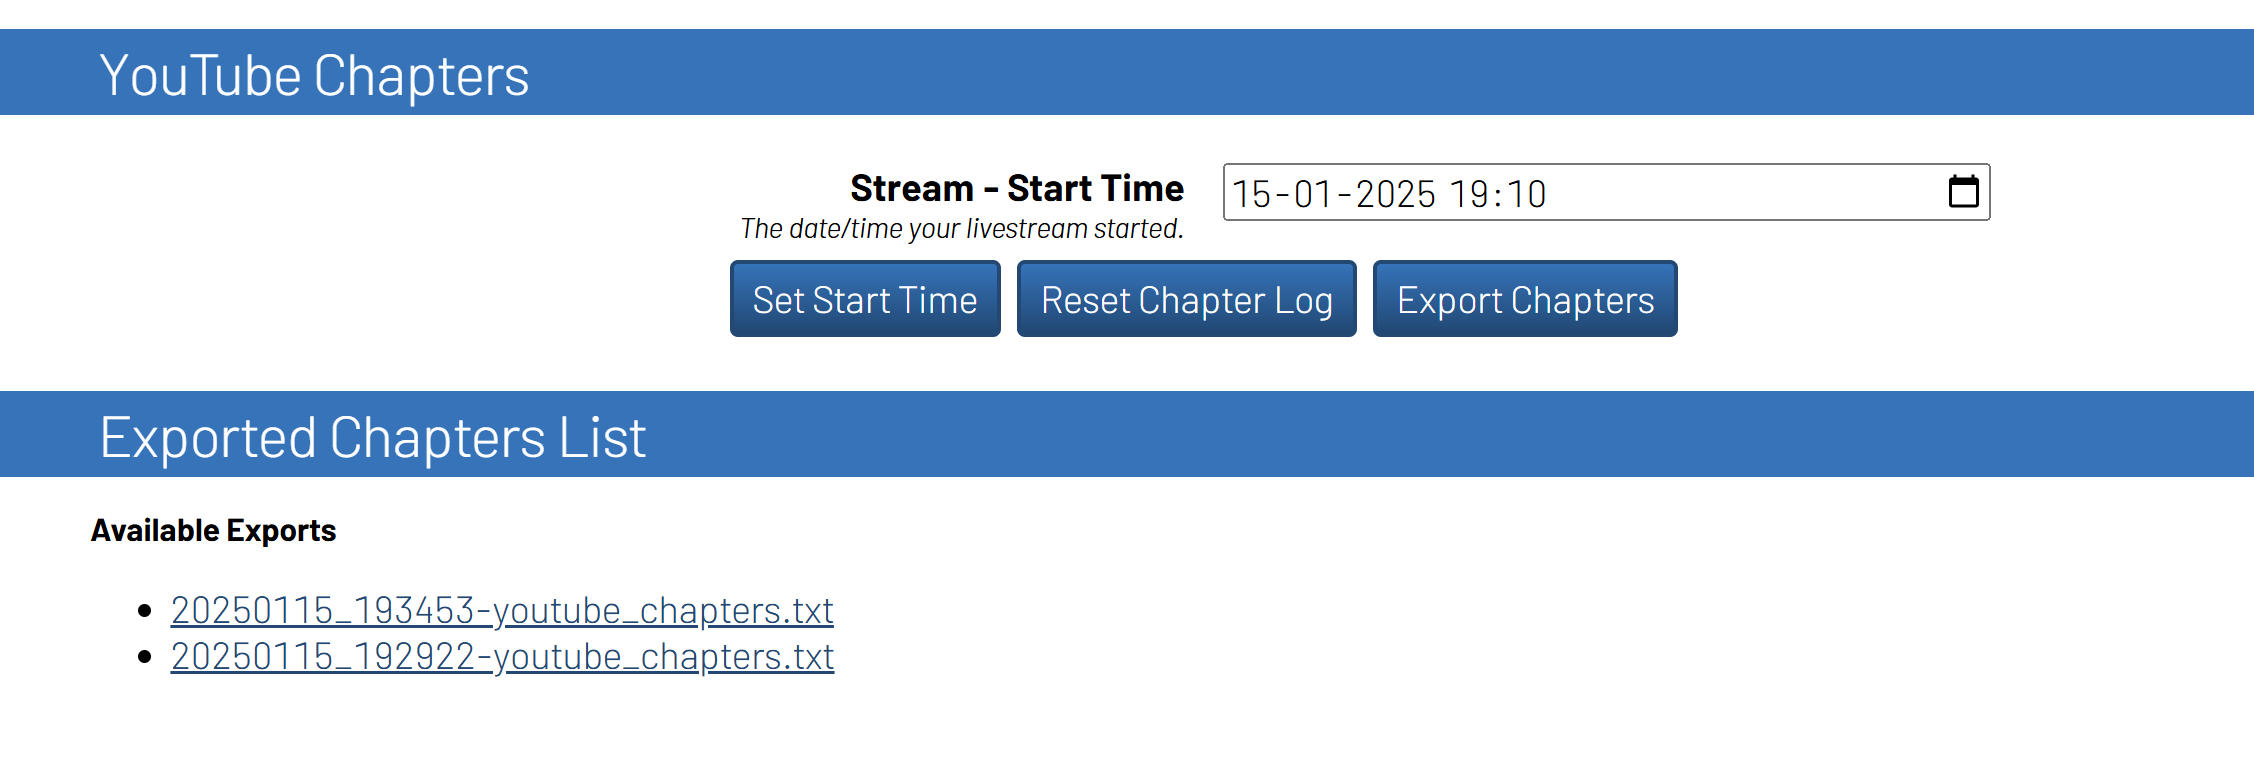 YouTube Chapters
Stream - Start Time
15-01-2025 19:10
The date/time your livestream started.
Set Start Time
Reset Chapter Log
Export Chapters
Exported Chapters List
Available Exports
20250115_193453-youtube_chapters.txt
20250115_192922-youtube_chapters.txt